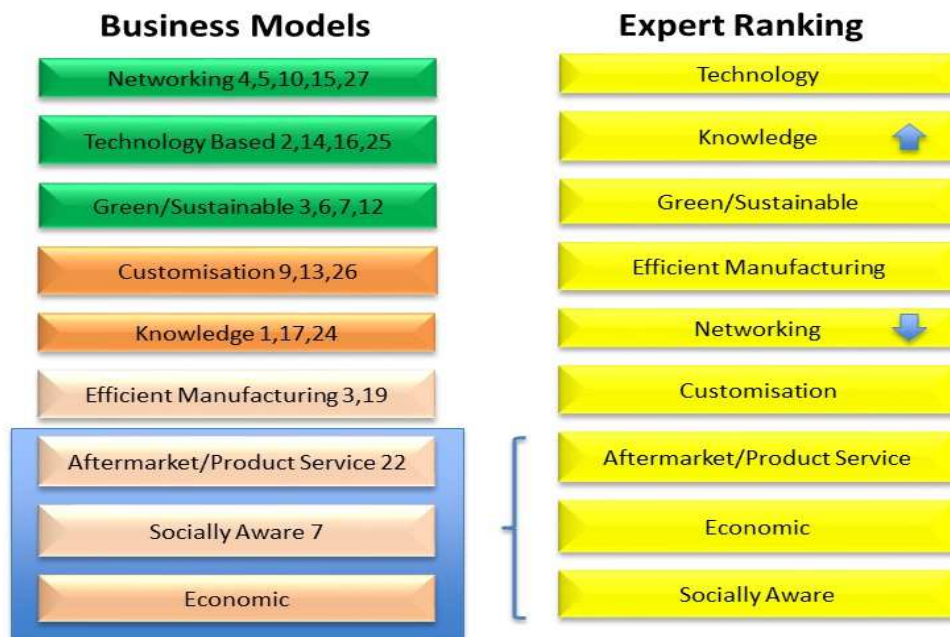 Business Models
Networking 4,5,10,15,27
Technology Based 2,14,16,25
Green/Sustainable 3,6,7,12
Customisation 9,13,26
Knowledge 1,17,24
Efficient Manufacturing 3,19
Aftermarket/Product Service 22
Socially Aware 7
Economic
Expert Ranking
Technology
Knowledge
Green/Sustainable
Efficient Manufacturing
Networking
Customisation
Aftermarket/Product Service
Economic
Socially Aware